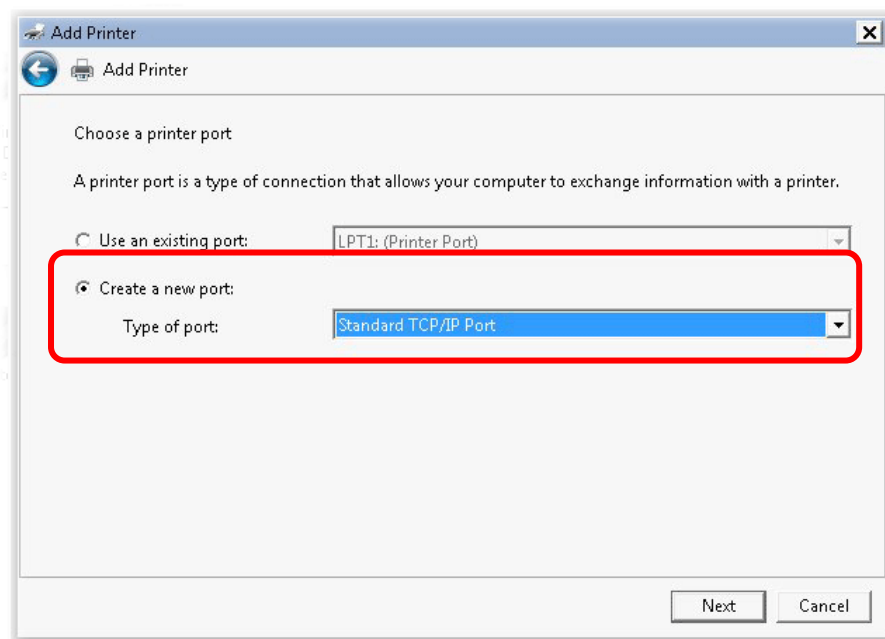 Add Printer
Add Printer
Choose a printer port
A printer port is a type of connection that allows your computer to exchange information with a printer.
Use an existing port: LPT1: (Printer Port)
Create a new port:
Type of port: Standard TCP/IP Port
Next Cancel